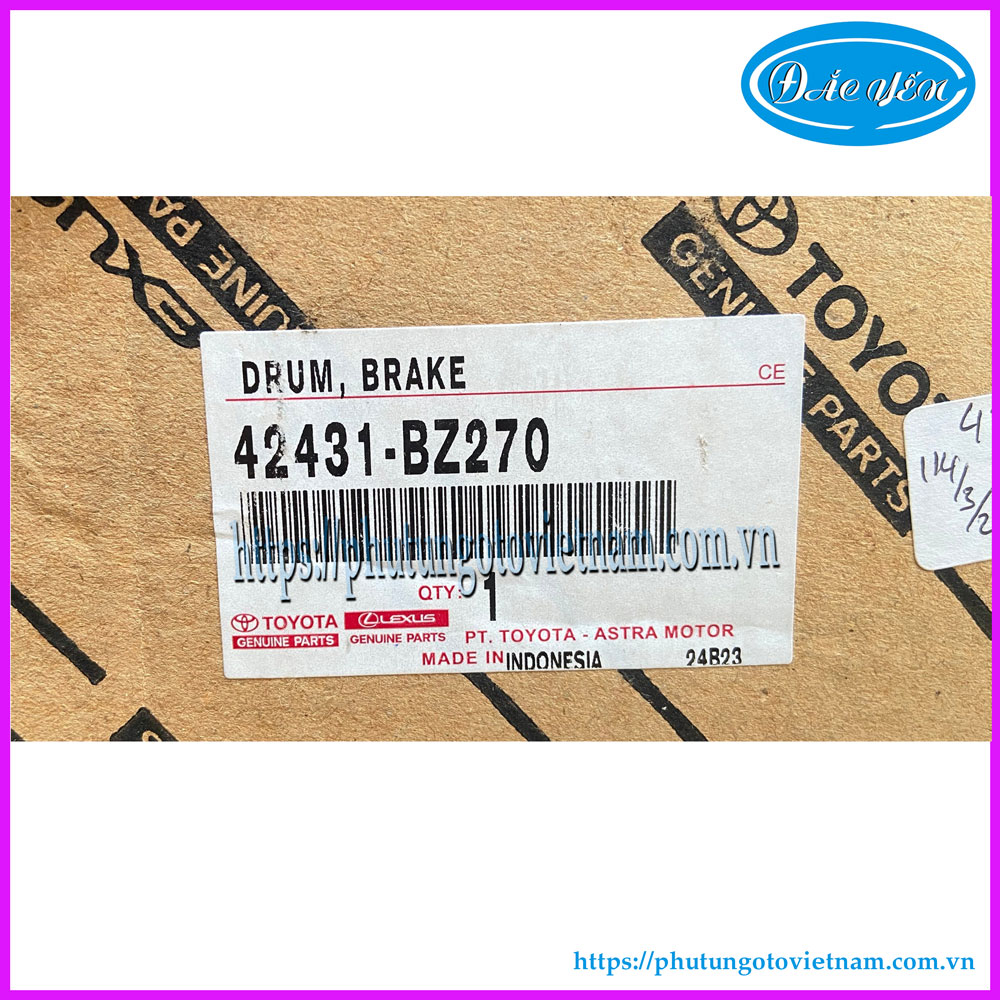 ĐẮC YẾN
TOYOTA
GENUINE PARTS
DRUM, BRAKE
CE
42431-BZ270
https://phutungotovietnam.com.vn
QTY: 1
TOYOTA
GENUINE PARTS
LEXUS
GENUINE PARTS
PT. TOYOTA - ASTRA MOTOR
MADE IN INDONESIA
24B23
https://phutungotovietnam.com.vn